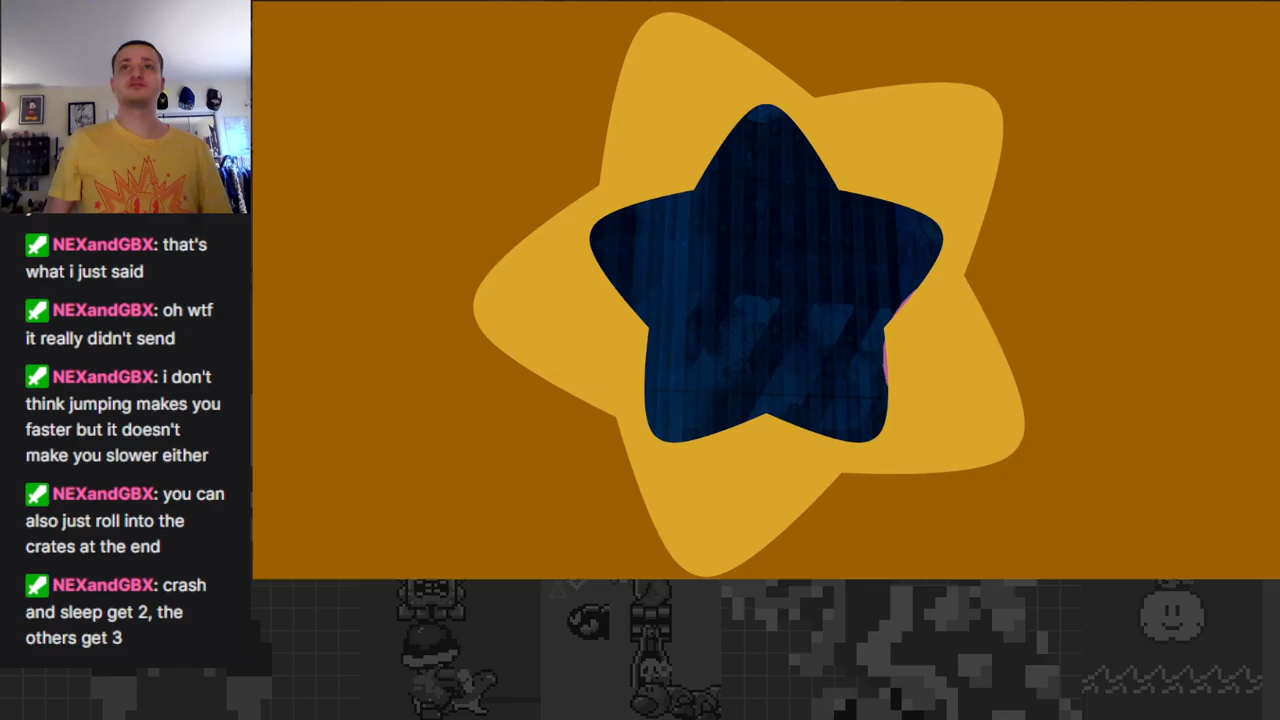 NEXandGBX: that's
what i just said
NEXandGBX: oh wtf
it really didn't send
NEXandGBX: i don't
think jumping makes you
faster but it doesn't
make you slower either
NEXandGBX: you can
also just roll into the
crates at the end
NEXandGBX: crash
and sleep get 2, the
others get 3